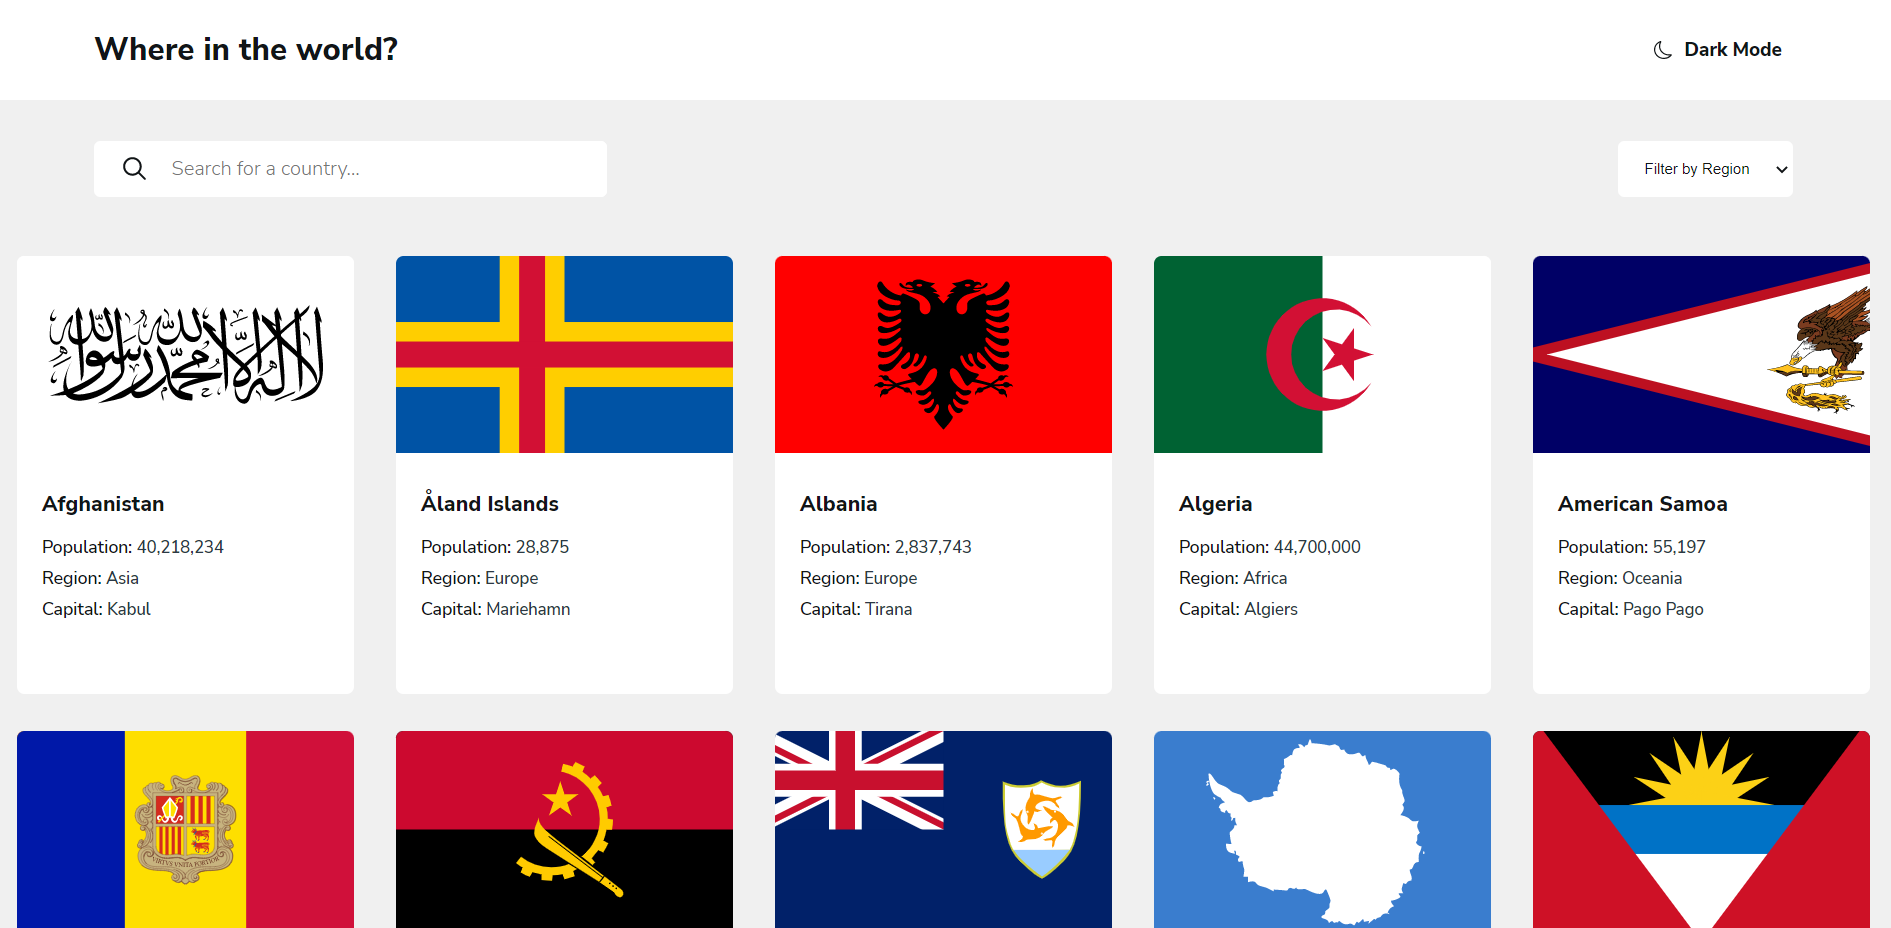 Where in the world?
Dark Mode
Search for a country...
Filter by Region
لا إله إلا الله محمد رسول الله
Afghanistan
Population: 40,218,234
Region: Asia
Capital: Kabul
Åland Islands
Population: 28,875
Region: Europe
Capital: Mariehamn
Albania
Population: 2,837,743
Region: Europe
Capital: Tirana
Algeria
Population: 44,700,000
Region: Africa
Capital: Algiers
American Samoa
Population: 55,197
Region: Oceania
Capital: Pago Pago
VIRTVS VNITA FORTIOR